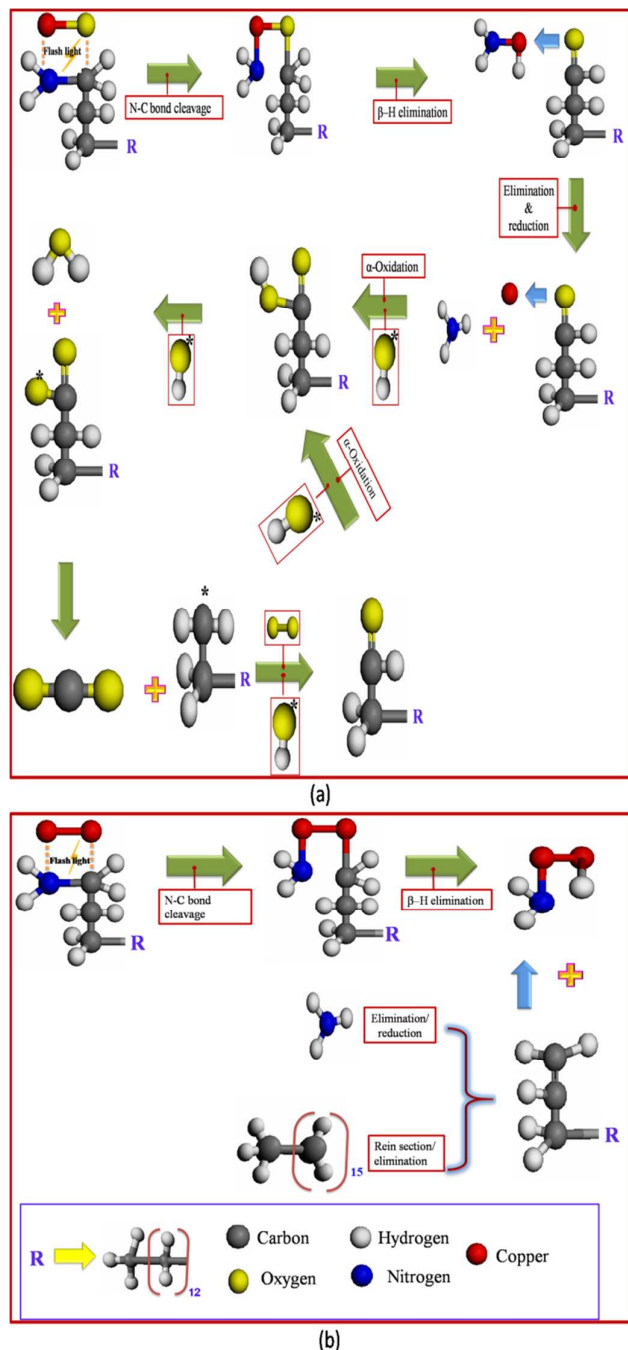 Flash light
N-C bond cleavage
β–H elimination
R
R
Elimination
&
reduction
α-Oxidation
*
*
*
R
R
R
α-Oxidation
*
*
R
R
*
(a)
Flash light
N-C bond
cleavage
β–H elimination
R
R
Elimination/
reduction
Rein section/
elimination
15
R
R
12
Carbon
Hydrogen
Copper
Oxygen
Nitrogen
(b)